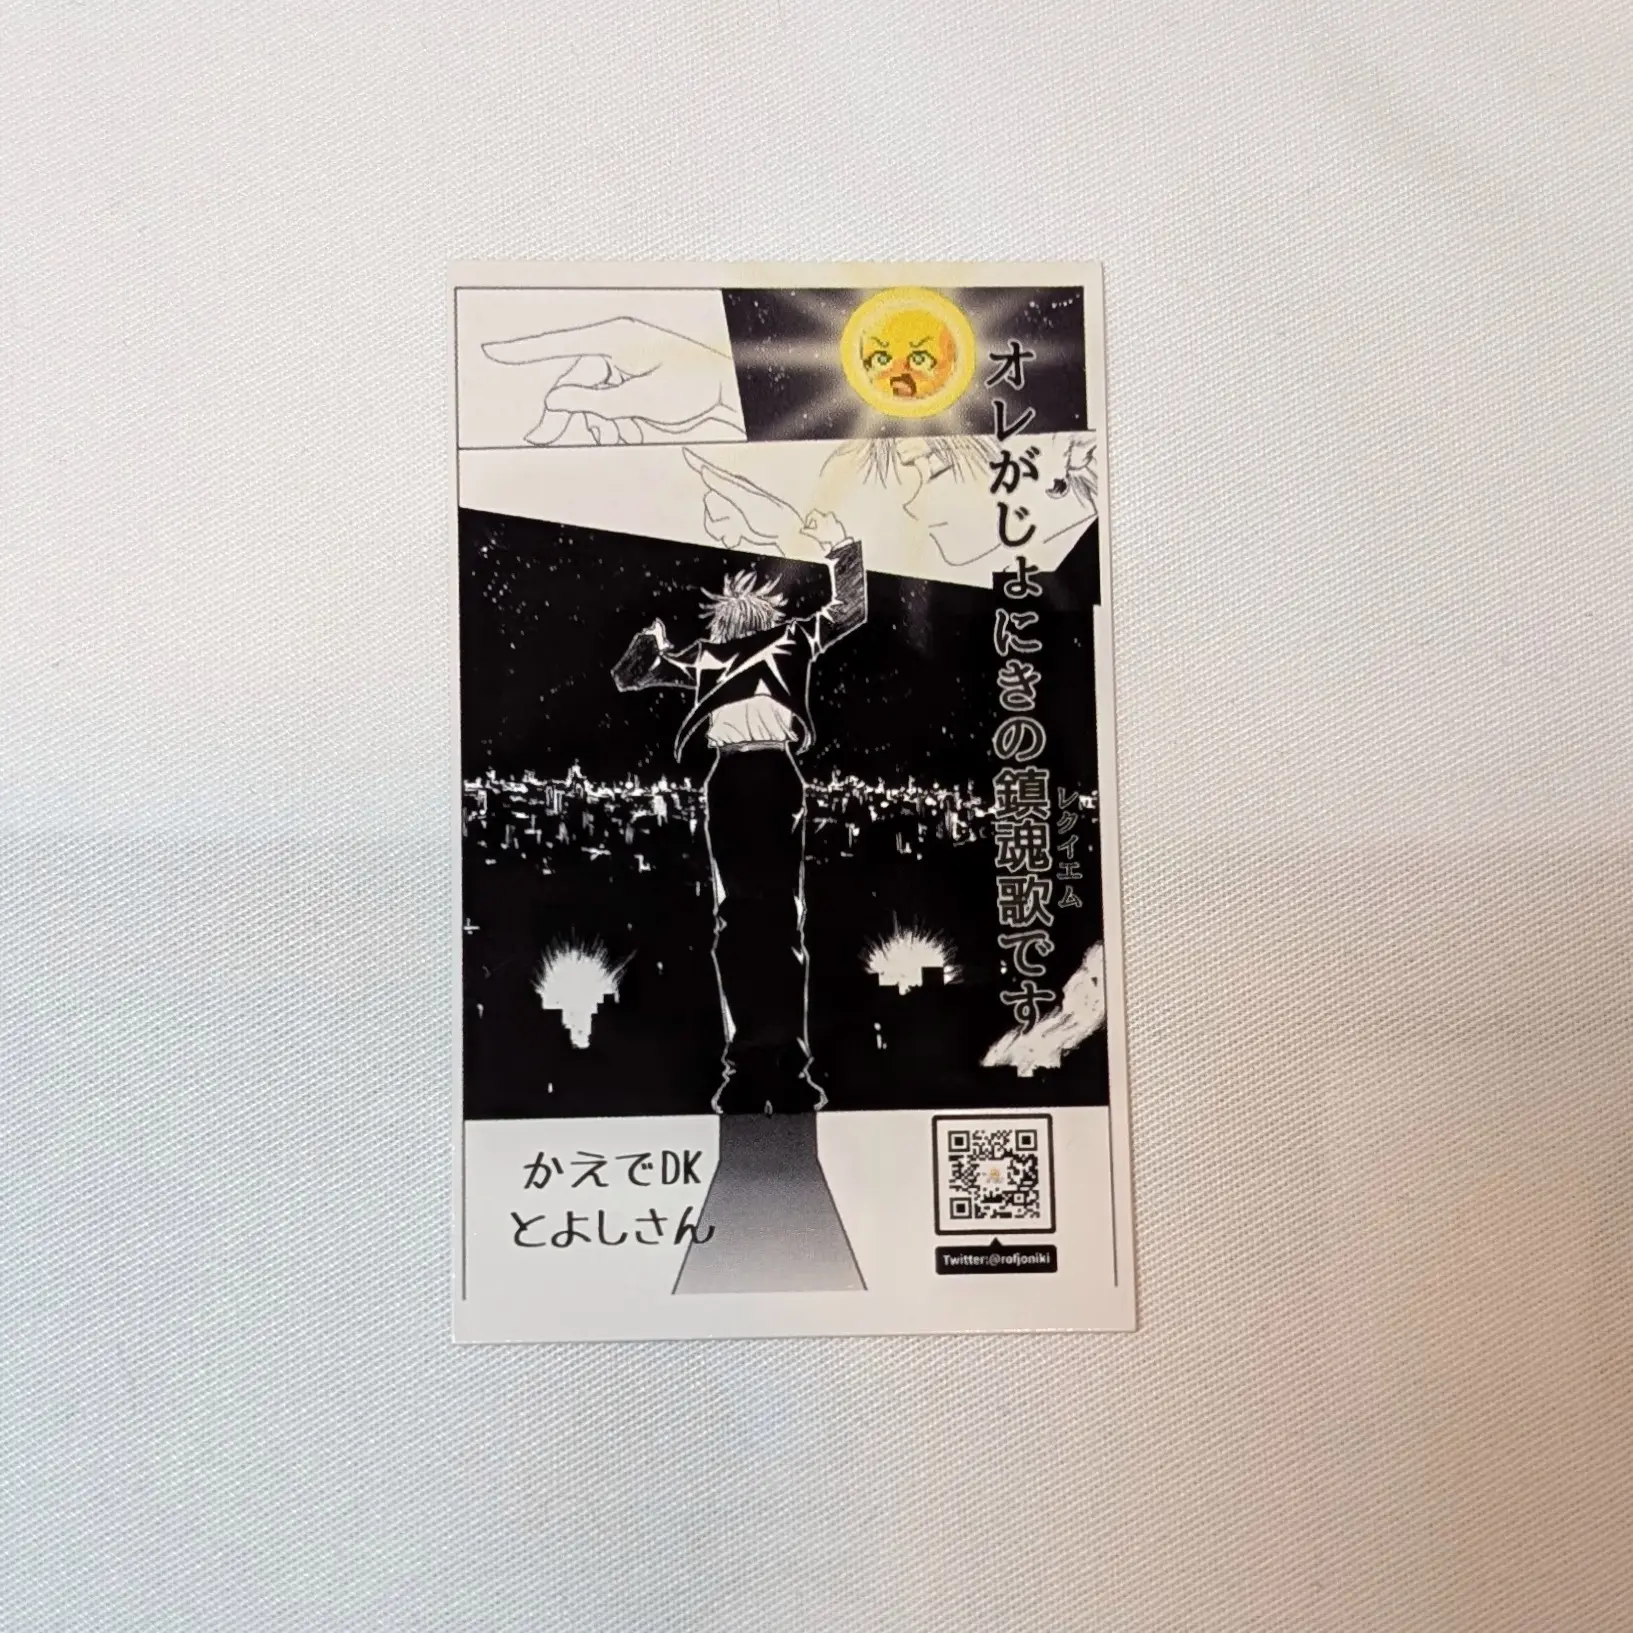 オレがじょにきの鎮魂歌です
レクイエム
かえでDK
とよしさん
Twitter:@rofjoniki